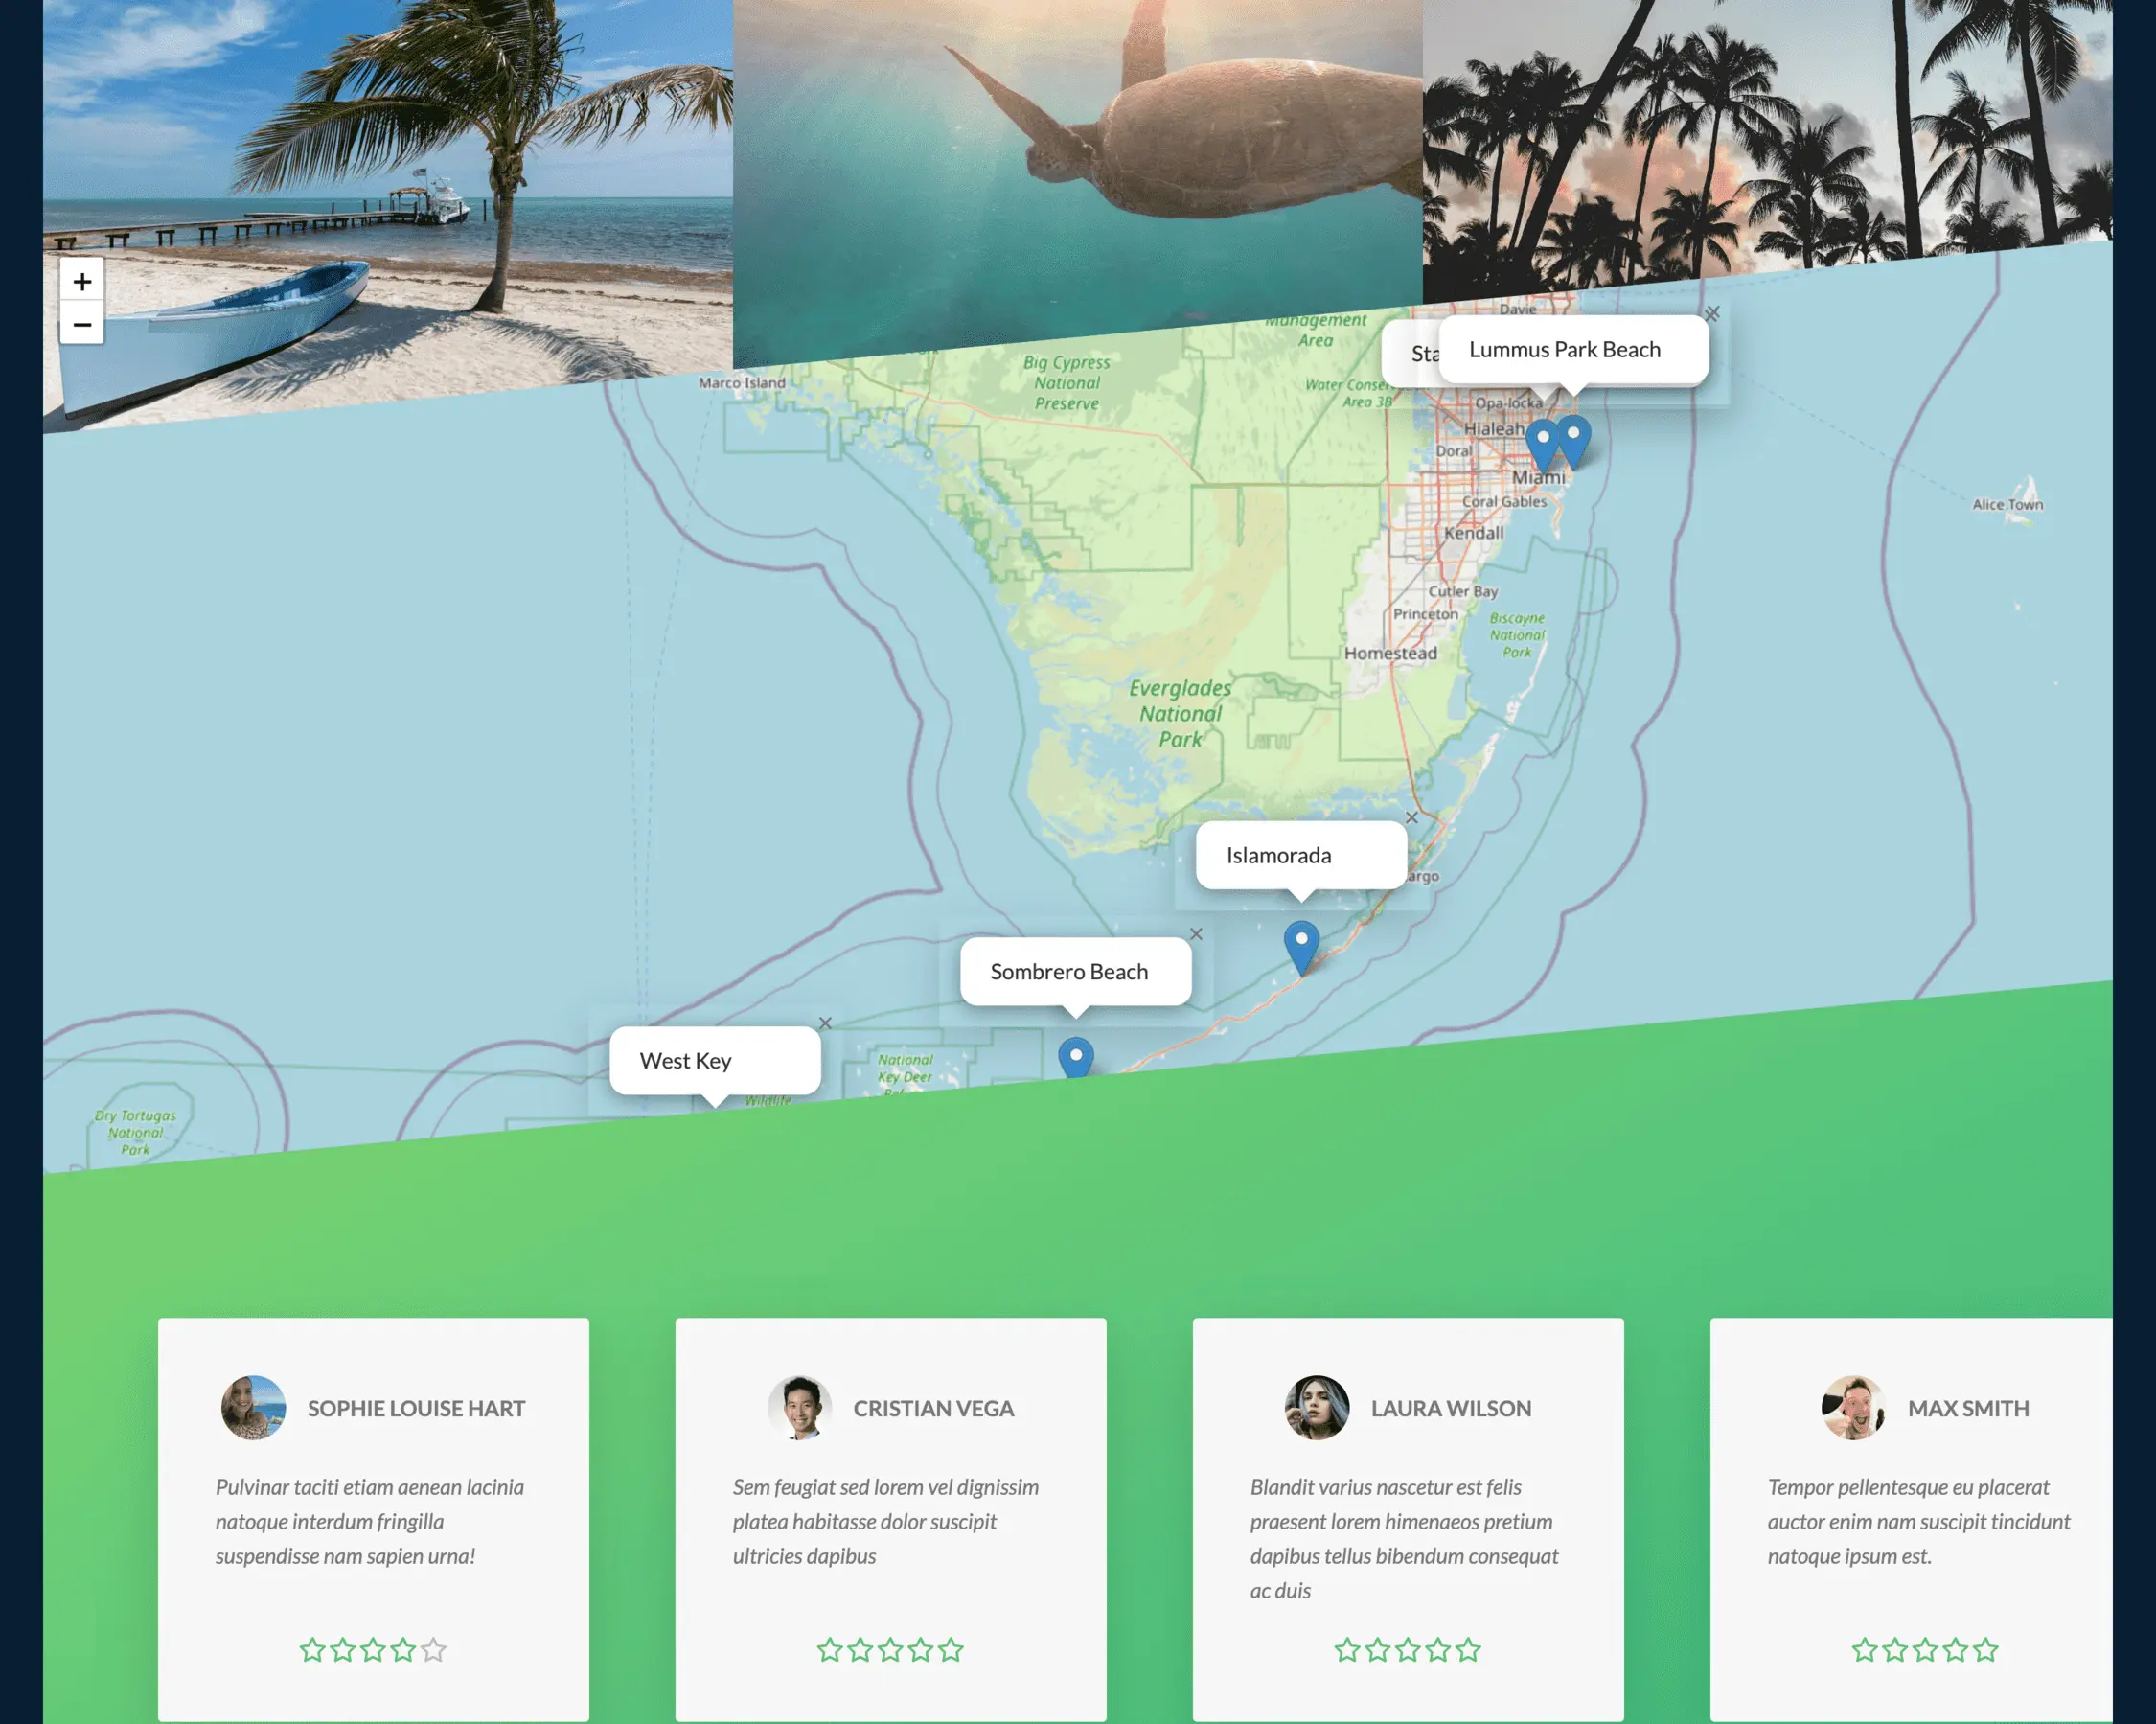 +
−
Davie
Management
Area
Big Cypress
National
Preserve
Marco Island
Sta
Lummus Park Beach
Area 3B
Opa-locka
Hialeah
Doral
Miami
Coral Gables
Kendall
Alice Town
Cutler Bay
Princeton
Biscayne
National
Park
Homestead
Everglades
National
Park
Islamorada
argo
Sombrero Beach
West Key
National
Key Deer
Wildlife
Dry Tortugas
National
Park
SOPHIE LOUISE HART
Pulvinar taciti etiam aenean lacinia
natoque interdum fringilla
suspendisse nam sapien urna!
CRISTIAN VEGA
Sem feugiat sed lorem vel dignissim
platea habitasse dolor suscipit
ultricies dapibus
LAURA WILSON
Blandit varius nascetur est felis
praesent lorem himenaeos pretium
dapibus tellus bibendum consequat
ac duis
MAX SMITH
Tempor pellentesque eu placerat
auctor enim nam suscipit tincidunt
natoque ipsum est.